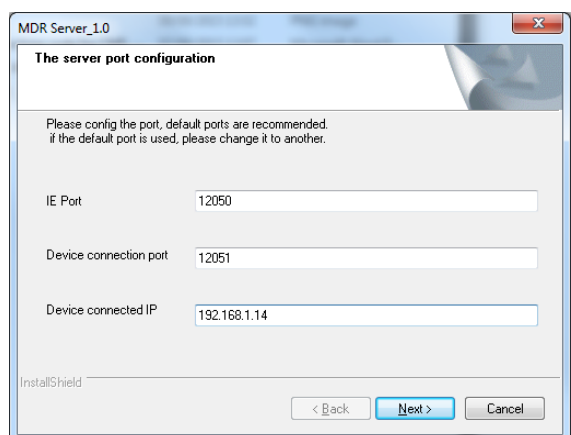 MDR Server_1.0
The server port configuration
Please config the port, default ports are recommended.
if the default port is used, please change it to another.
IE Port
12050
Device connection port
12051
Device connected IP
192.168.1.14
InstallShield
< Back
Next >
Cancel